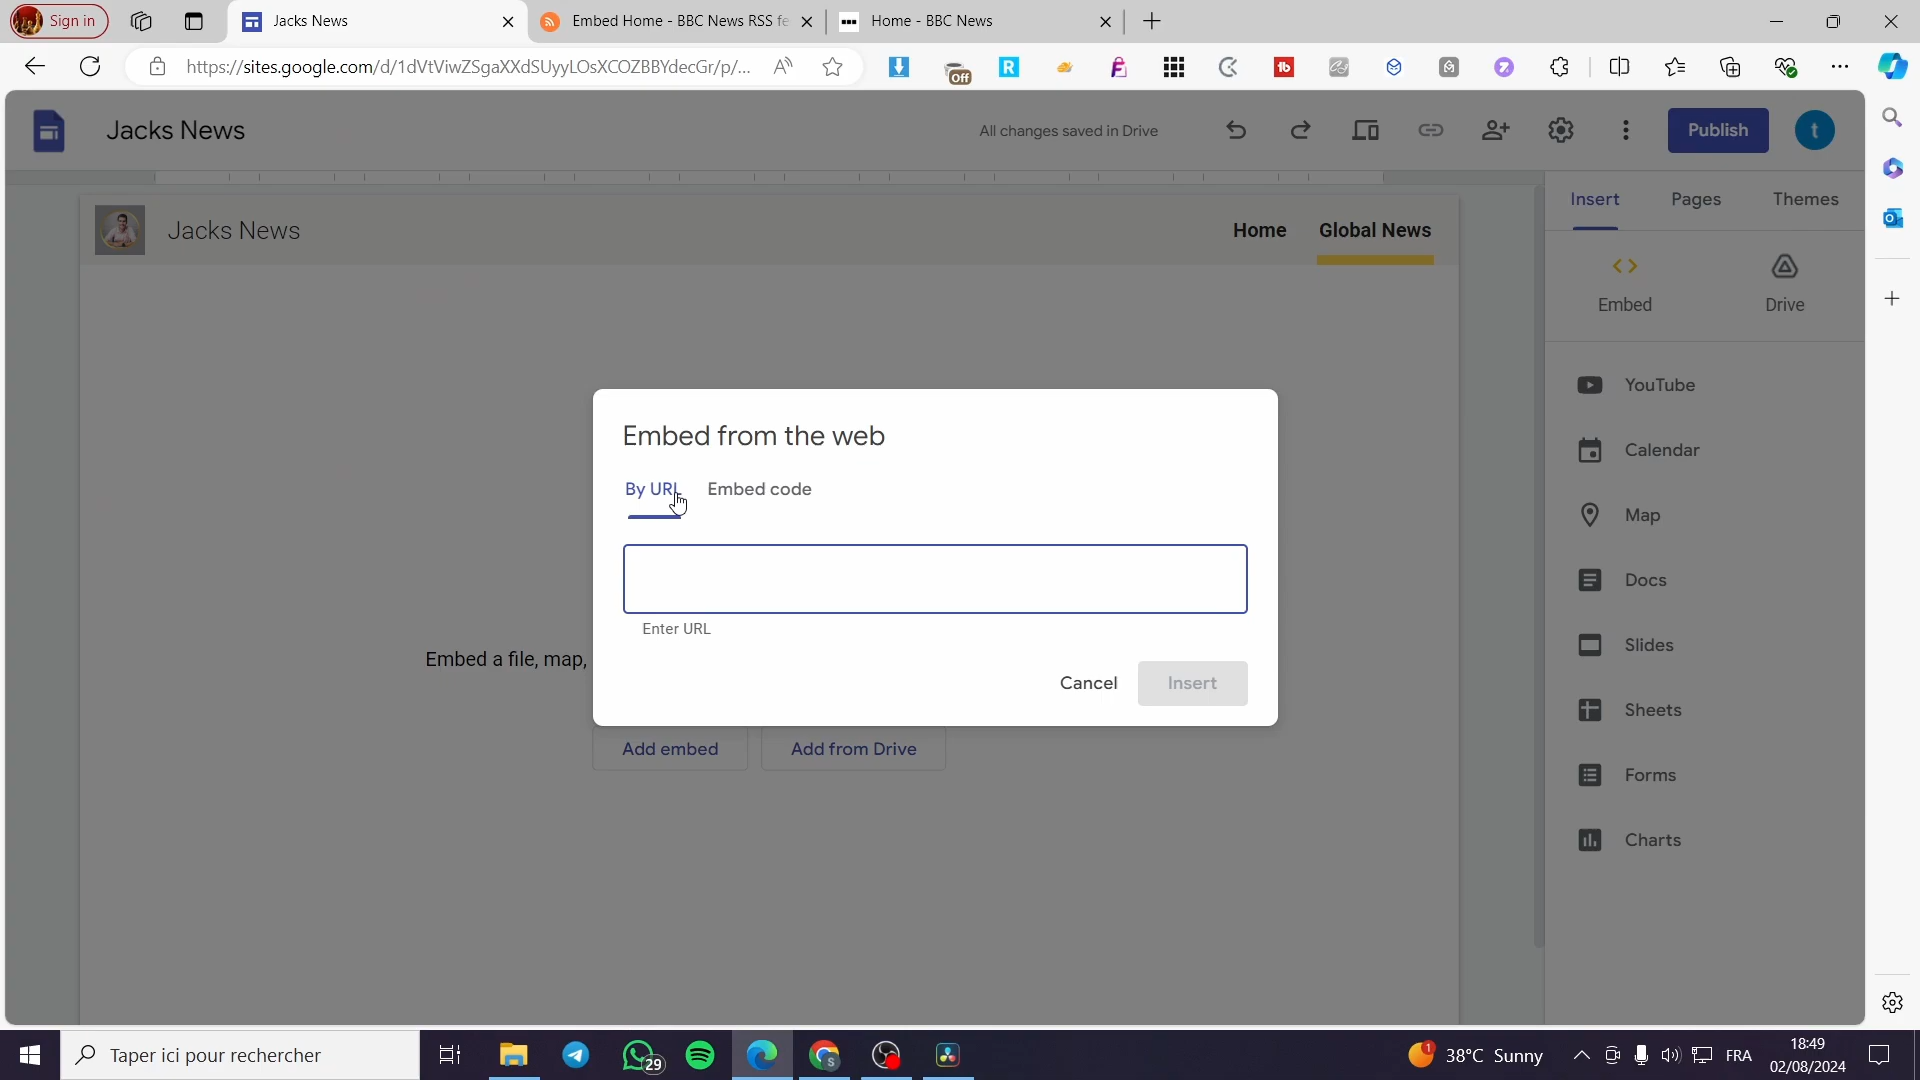 Sign in
Jacks News
Embed Home - BBC News RSS fe
Home - BBC News
https://sites.google.com/d/1dVtViwZSgaXXdSUyyLOsXCOZBBYdecGr/p/...
Off
Jacks News
All changes saved in Drive
Publish
t
Insert
Pages
Themes
Jacks News
Home
Global News
Embed
Drive
YouTube
Calendar
Map
Docs
Slides
Sheets
Forms
Charts
Embed from the web
By URL
Embed code
Enter URL
Cancel
Insert
Embed a file, map,
Add embed
Add from Drive
Taper ici pour rechercher
29
1
38°C Sunny
FRA
18:49
02/08/2024